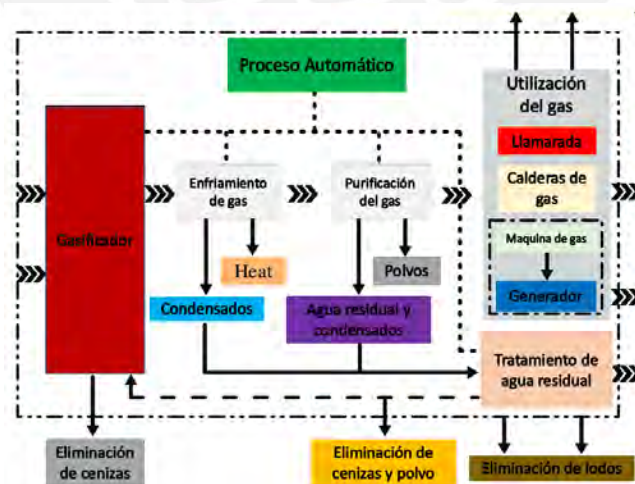 Proceso Automático
Utilización
del gas
Llamarada
Calderas de
gas
Maquina de gas
Generador
Gasificador
Enfriamiento
de gas
Purificación
del gas
Heat
Polvos
Condensados
Agua residual y
condensados
Tratamiento de
agua residual
Eliminación
de cenizas
Eliminación de
cenizas y polvo
Eliminación de lodos